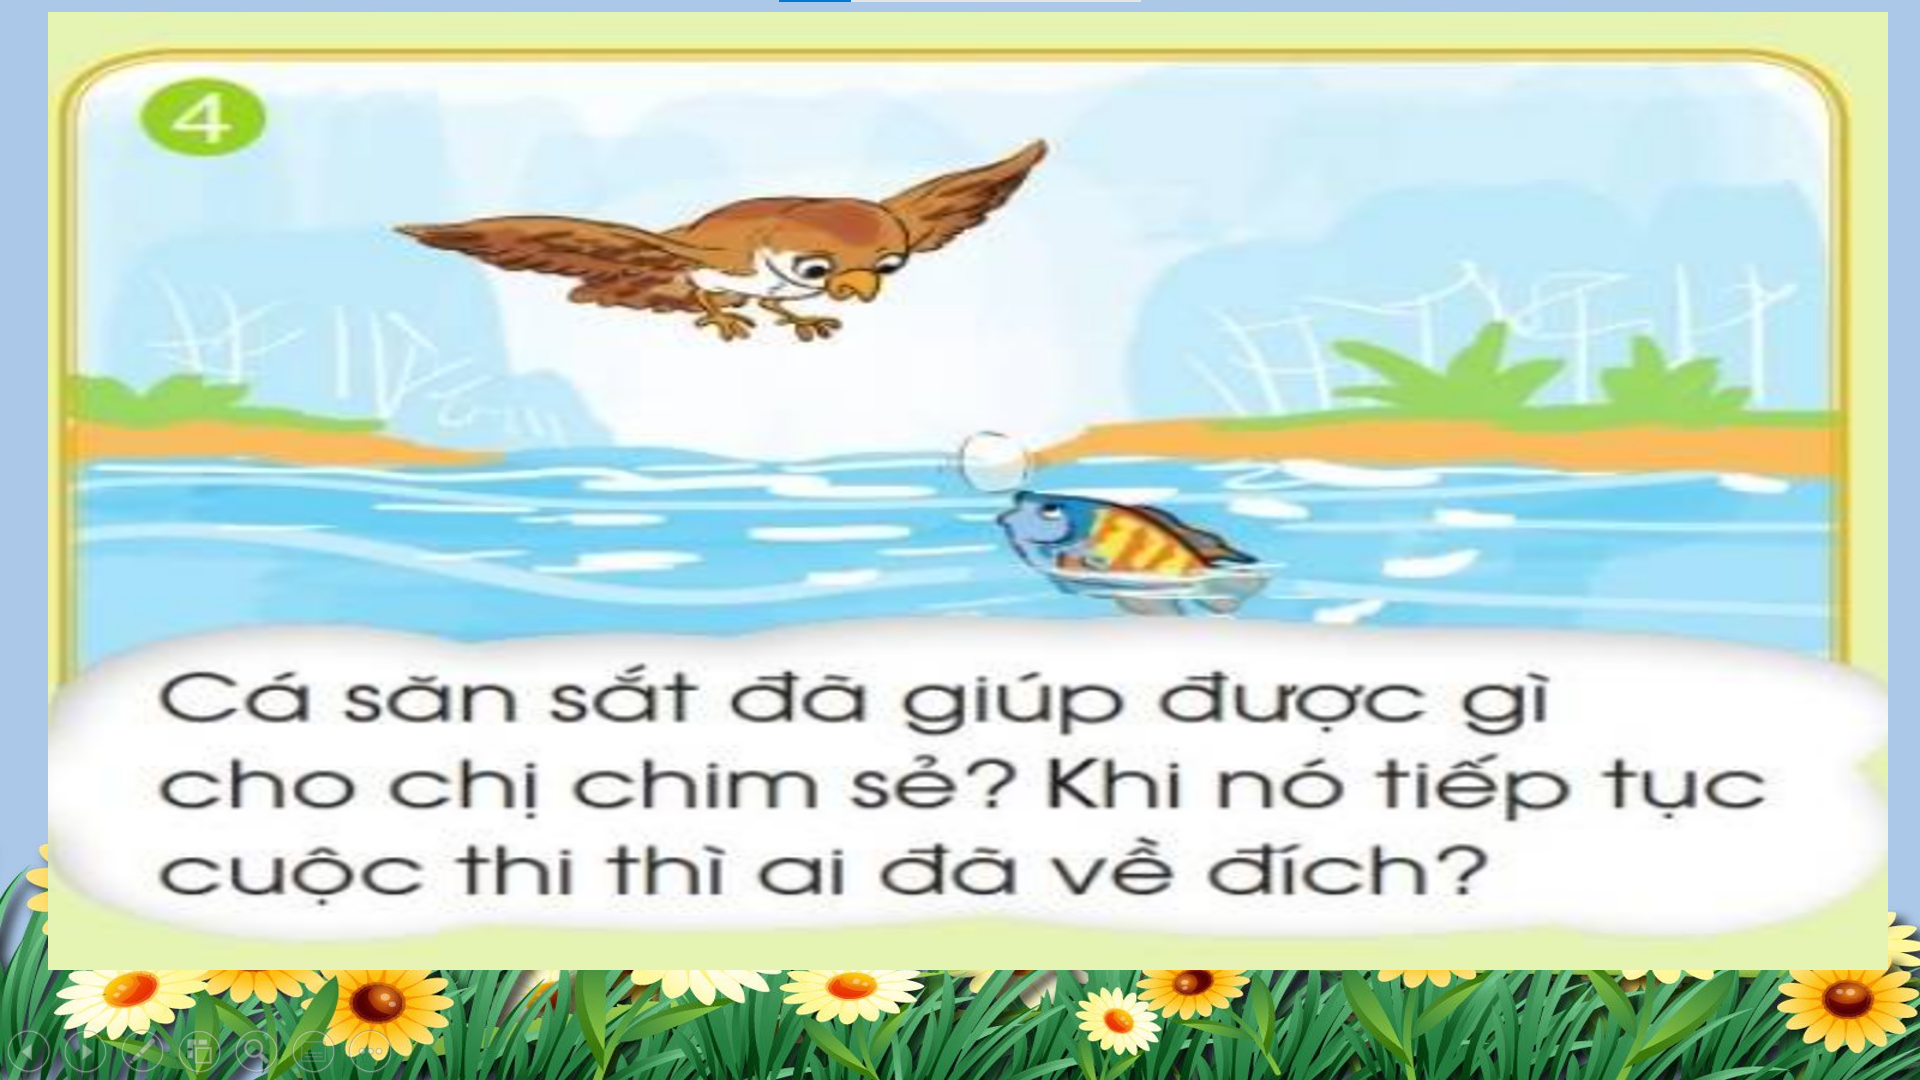 4
Cá săn sắt đã giúp được gì
cho chị chim sẻ? Khi nó tiếp tục
cuộc thi thì ai đã về đích?